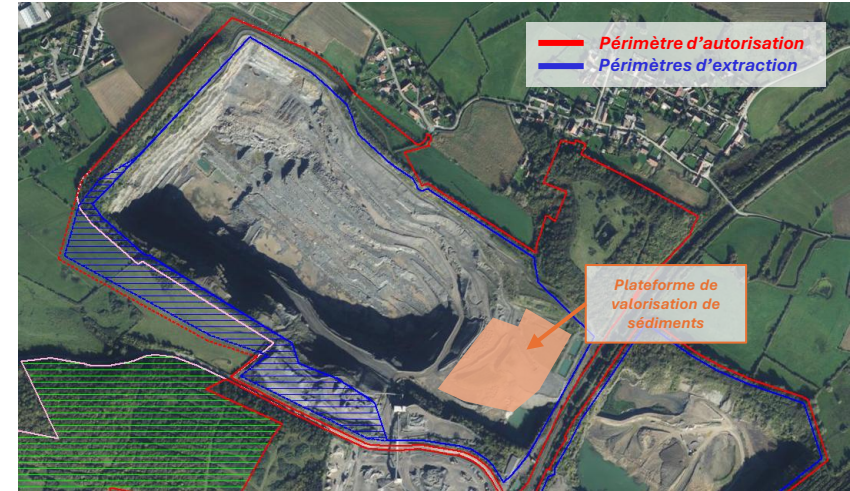 Périmètre d’autorisation
Périmètres d’extraction
Plateforme de
valorisation de
sédiments